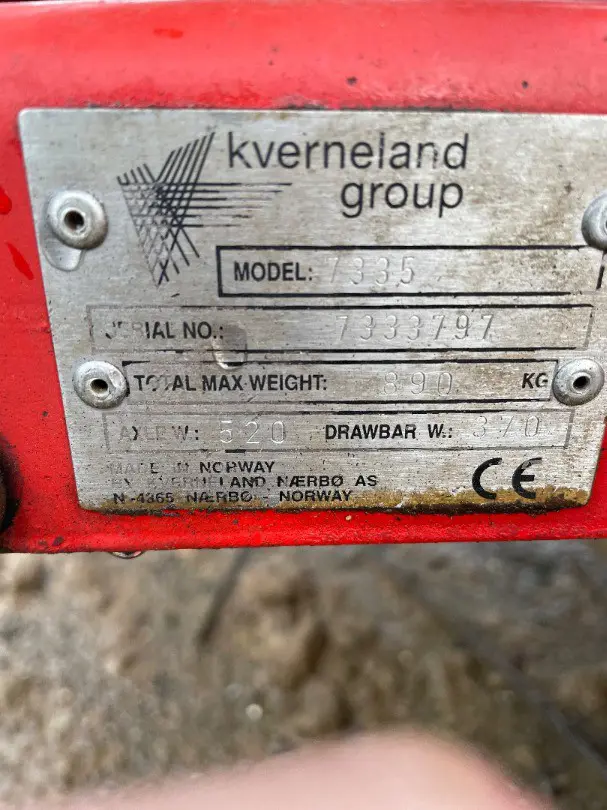 kverneland
group
MODEL: 7335
SERIAL NO.: 7333797
TOTAL MAX WEIGHT: 890 KG
AXLE W.: 520 DRAWBAR W.: 370
MADE IN NORWAY
BY KVERNELAND NÆRBØ AS
N-4365 NÆRBØ - NORWAY
CE